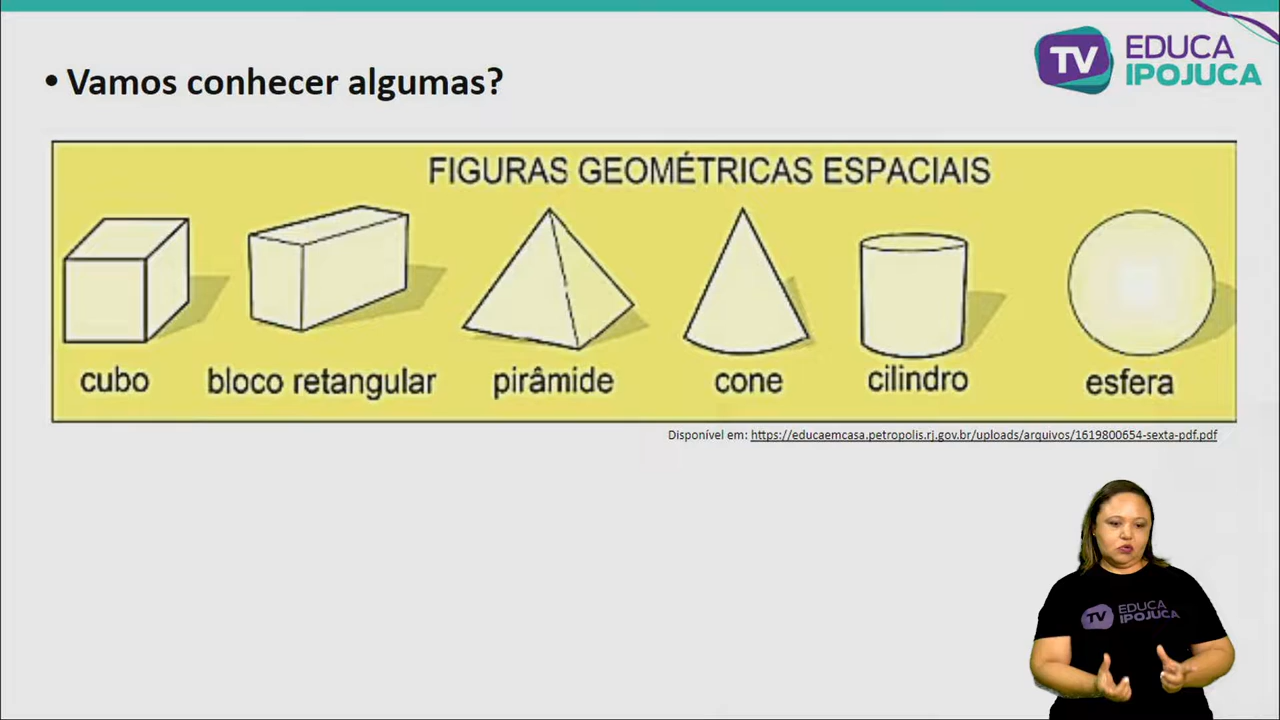 • Vamos conhecer algumas?
TV EDUCA
IPOJUCA
FIGURAS GEOMÉTRICAS ESPACIAIS
cubo bloco retangular pirâmide cone cilindro esfera
Disponível em: https://educaemcasa.petropolis.rj.gov.br/uploads/arquivos/1619800654-sexta-pdf.pdf
TV EDUCA
IPOJUCA